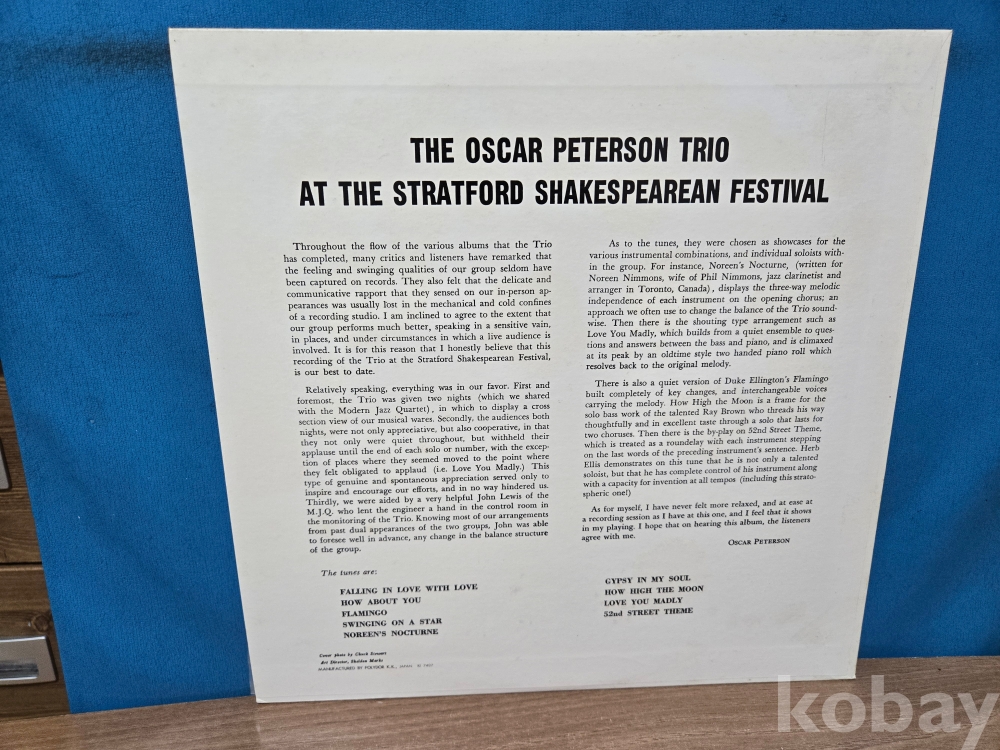 THE OSCAR PETERSON TRIO
AT THE STRATFORD SHAKESPEAREAN FESTIVAL
Throughout the flow of the various albums that the Trio
has completed, many critics and listeners have remarked that
the feeling and swinging qualities of our group seldom have
been captured on records. They also felt that the delicate and
communicative rapport that they sensed on our in-person ap-
pearances was usually lost in the mechanical and cold confines
of a recording studio. I am inclined to agree to the extent that
our group performs much better, speaking in a sensitive vain,
in places, and under circumstances in which a live audience is
involved. It is for this reason that I honestly believe that this
recording of the Trio at the Stratford Shakespearean Festival,
is our best to date.
Relatively speaking, everything was in our favor. First and
foremost, the Trio was given two nights (which we shared
with the Modern Jazz Quartet), in which to display a cross
section view of our musical wares. Secondly, the audiences both
nights, were not only appreciative, but also cooperative, in that
they not only were quiet throughout, but withheld their
applause until the end of each solo or number, with the excep-
tion of places where they seemed moved to the point where
they felt obligated to applaud (i.e. Love You Madly.) This
type of genuine and spontaneous appreciation served only to
inspire and encourage our efforts, and in no way hindered us.
Thirdly, we were aided by a very helpful John Lewis of the
M.J.Q. who lent the engineer a hand in the control room in
the monitoring of the Trio. Knowing most of our arrangements
from past dual appearances of the two groups, John was able
to foresee well in advance, any change in the balance structure
of the group.
As to the tunes, they were chosen as showcases for the
various instrumental combinations, and individual soloists with-
in the group. For instance, Noreen's Nocturne, (written for
Noreen Nimmons, wife of Phil Nimmons, jazz clarinetist and
arranger in Toronto, Canada), displays the three-way melodic
independence of each instrument on the opening chorus; an
approach we often use to change the balance of the Trio sound-
wise. Then there is the shouting type arrangement such as
Love You Madly, which builds from a quiet ensemble to ques-
tions and answers between the bass and piano, and is climaxed
at its peak by an oldtime style two handed piano roll which
resolves back to the original melody.
There is also a quiet version of Duke Ellington's Flamingo
built completely of key changes, and interchangeable voices
carrying the melody. How High the Moon is a frame for the
solo bass work of the talented Ray Brown who threads his way
thoughtfully and in excellent taste through a solo that lasts for
two choruses. Then there is the by-play on 52nd Street Theme,
which is treated as a roundelay with each instrument stepping
on the last words of the preceding instrument's sentence. Herb
Ellis demonstrates on this tune that he is not only a talented
soloist, but that he has complete control of his instrument along
with a capacity for invention at all tempos (including this strato-
spheric one!)
As for myself, I have never felt more relaxed, and at ease at
a recording session as I have at this one, and I feel that it shows
in my playing. I hope that on hearing this album, the listeners
agree with me.
OSCAR PETERSON
The tunes are:
FALLING IN LOVE WITH LOVE
HOW ABOUT YOU
FLAMINGO
SWINGING ON A STAR
NOREEN'S NOCTURNE
GYPSY IN MY SOUL
HOW HIGH THE MOON
LOVE YOU MADLY
52nd STREET THEME
Cover photo by Chuck Stewart
Art Director, Sheldon Marks
MANUFACTURED BY POLYDOR K.K., JAPAN
kobay